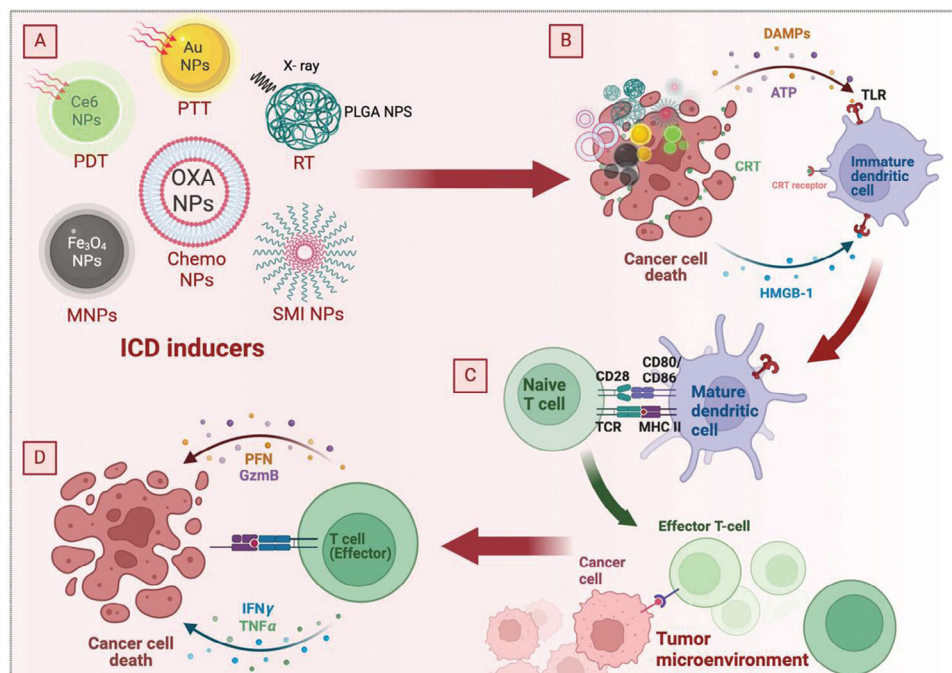 A
Au
NPs
PTT
Ce6
NPs
PDT
X- ray
PLGA NPS
RT
OXA
NPs
Chemo
NPs
Fe₃O₄
NPs
MNPs
SMI NPs
ICD inducers
B
DAMPs
ATP
TLR
CRT
CRT receptor
Immature
dendritic
cell
Cancer cell
death
HMGB-1
C
Naive
T cell
CD28
CD80/
CD86
TCR
MHC II
Mature
dendritic
cell
Effector T-cell
Cancer
cell
Tumor
microenvironment
D
PFN
GzmB
T cell
(Effector)
IFNγ
TNFα
Cancer cell
death